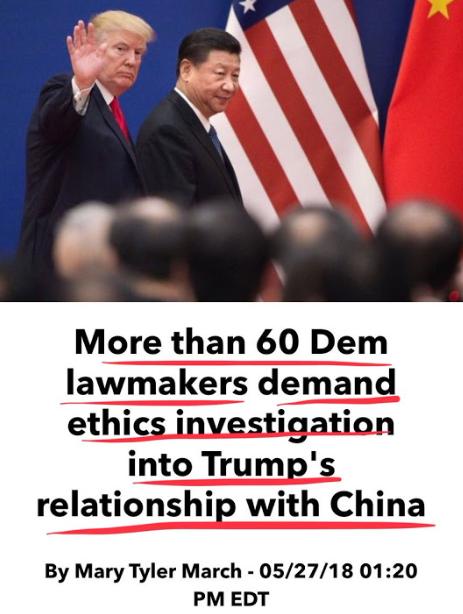 More than 60 Dem
lawmakers demand
ethics investigation
into Trump's
relationship with China
By Mary Tyler March - 05/27/18 01:20
PM EDT